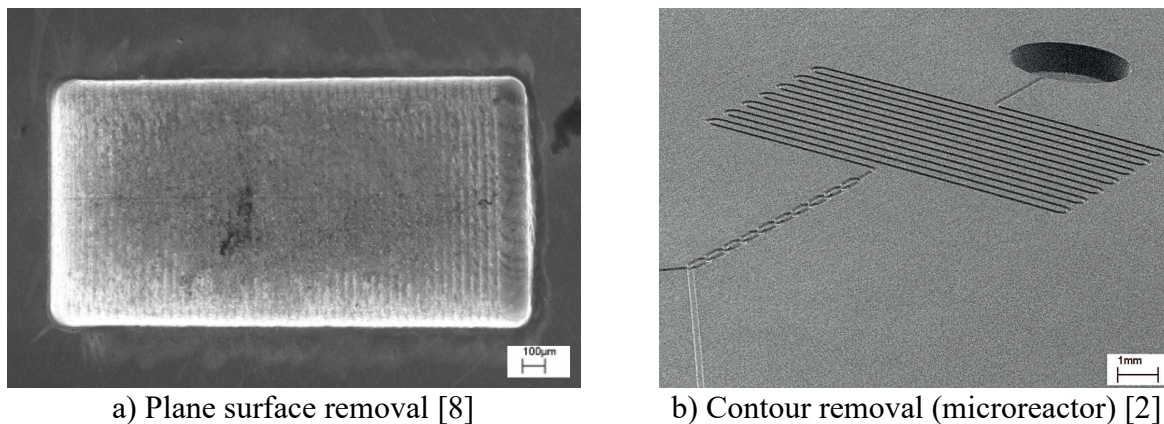 100µm
1mm
a) Plane surface removal [8]
b) Contour removal (microreactor) [2]